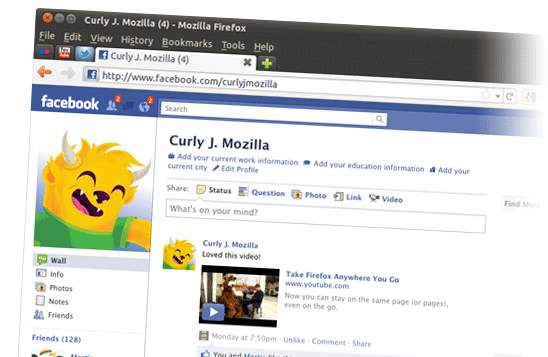 Curly J. Mozilla (4) - Mozilla Firefox
File Edit View History Bookmarks Tools Help
You Tube
Curly J. Mozilla (4)
http://www.facebook.com/curlyjmozilla
facebook 2 2 Search
Curly J. Mozilla
Add your current work information Add your education information Add your
current city Edit Profile
Share: Status Question Photo Link Video
Find More
What's on your mind?
Curly J. Mozilla
Loved this video!
Take Firefox Anywhere You Go
www.youtube.com
Now you can stay on the same page (or pages),
even on the go.
Monday at 7:50pm · Unlike · Comment · Share
You and
like
Wall
Info
Photos
Notes
Friends
Friends (128)